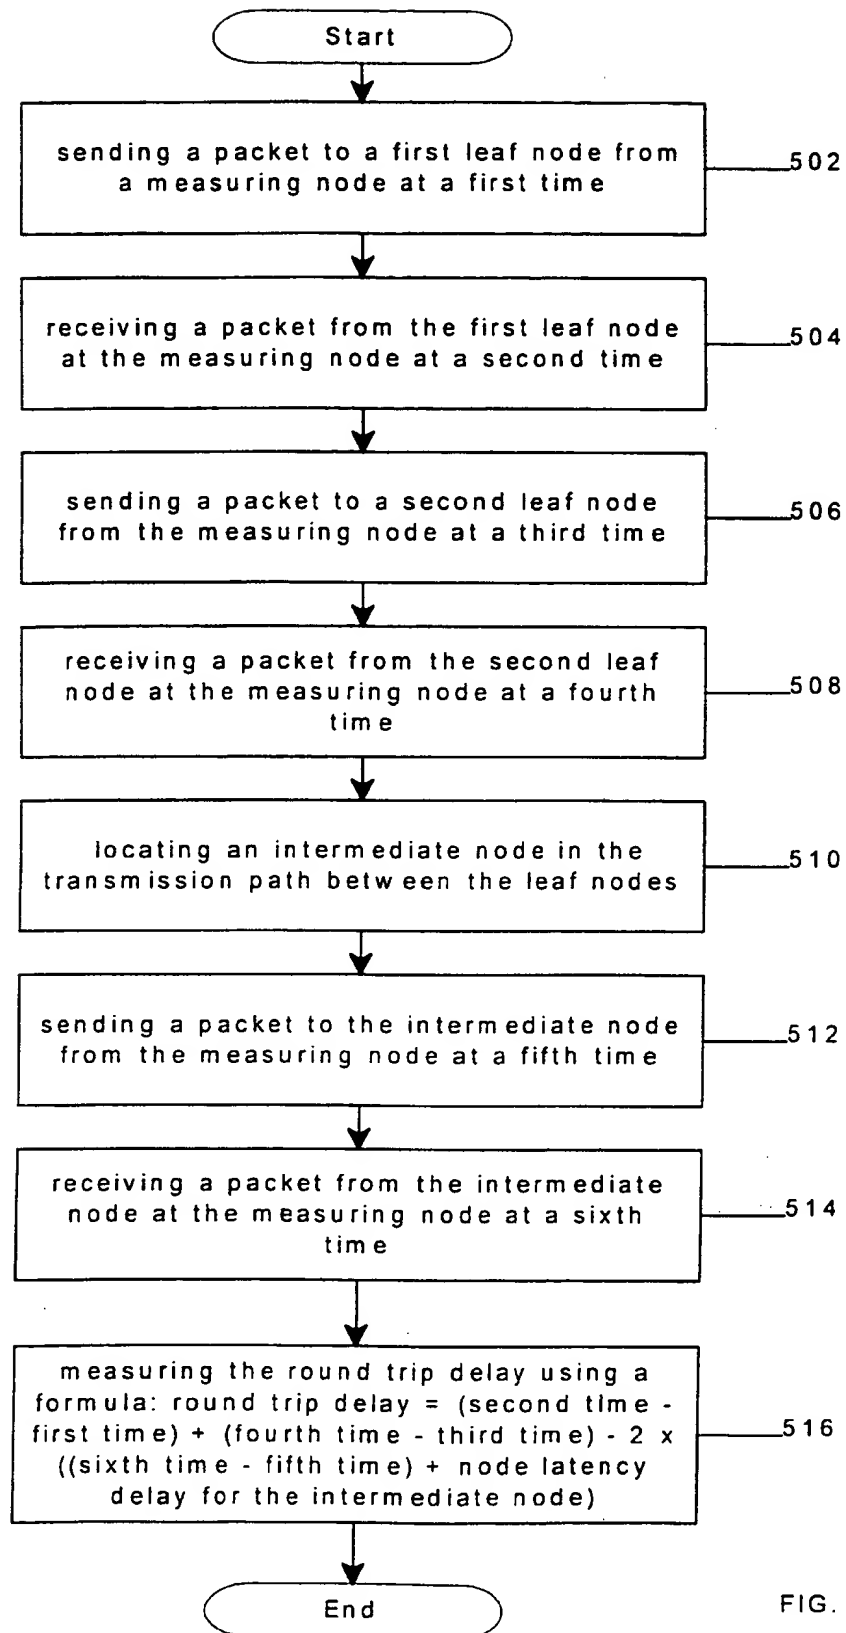 Start
sending a packet to a first leaf node from
a measuring node at a first time
502
receiving a packet from the first leaf node
at the measuring node at a second time
504
sending a packet to a second leaf node
from the measuring node at a third time
506
receiving a packet from the second leaf
node at the measuring node at a fourth
time
508
locating an intermediate node in the
transmission path between the leaf nodes
510
sending a packet to the intermediate node
from the measuring node at a fifth time
512
receiving a packet from the intermediate
node at the measuring node at a sixth
time
514
measuring the round trip delay using a
formula: round trip delay = (second time -
first time) + (fourth time - third time) - 2 x
((sixth time - fifth time) + node latency
delay for the intermediate node)
516
End
FIG.